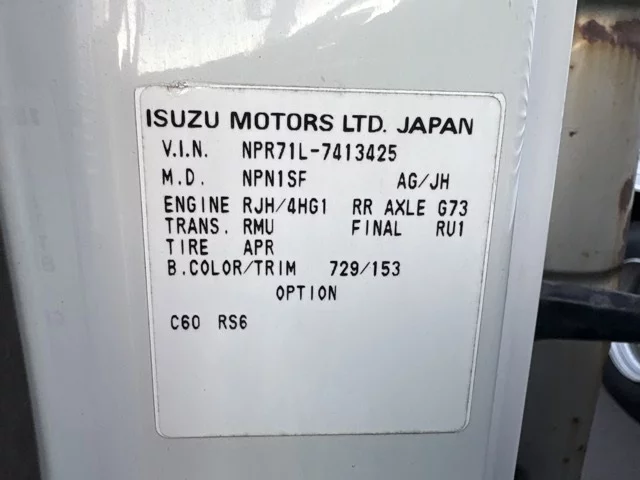 ISUZU MOTORS LTD. JAPAN
V.I.N. NPR71L-7413425
M.D. NPN1SF AG/JH
ENGINE RJH/4HG1 RR AXLE G73
TRANS. RMU FINAL RU1
TIRE APR
B.COLOR/TRIM 729/153
OPTION
C60 RS6